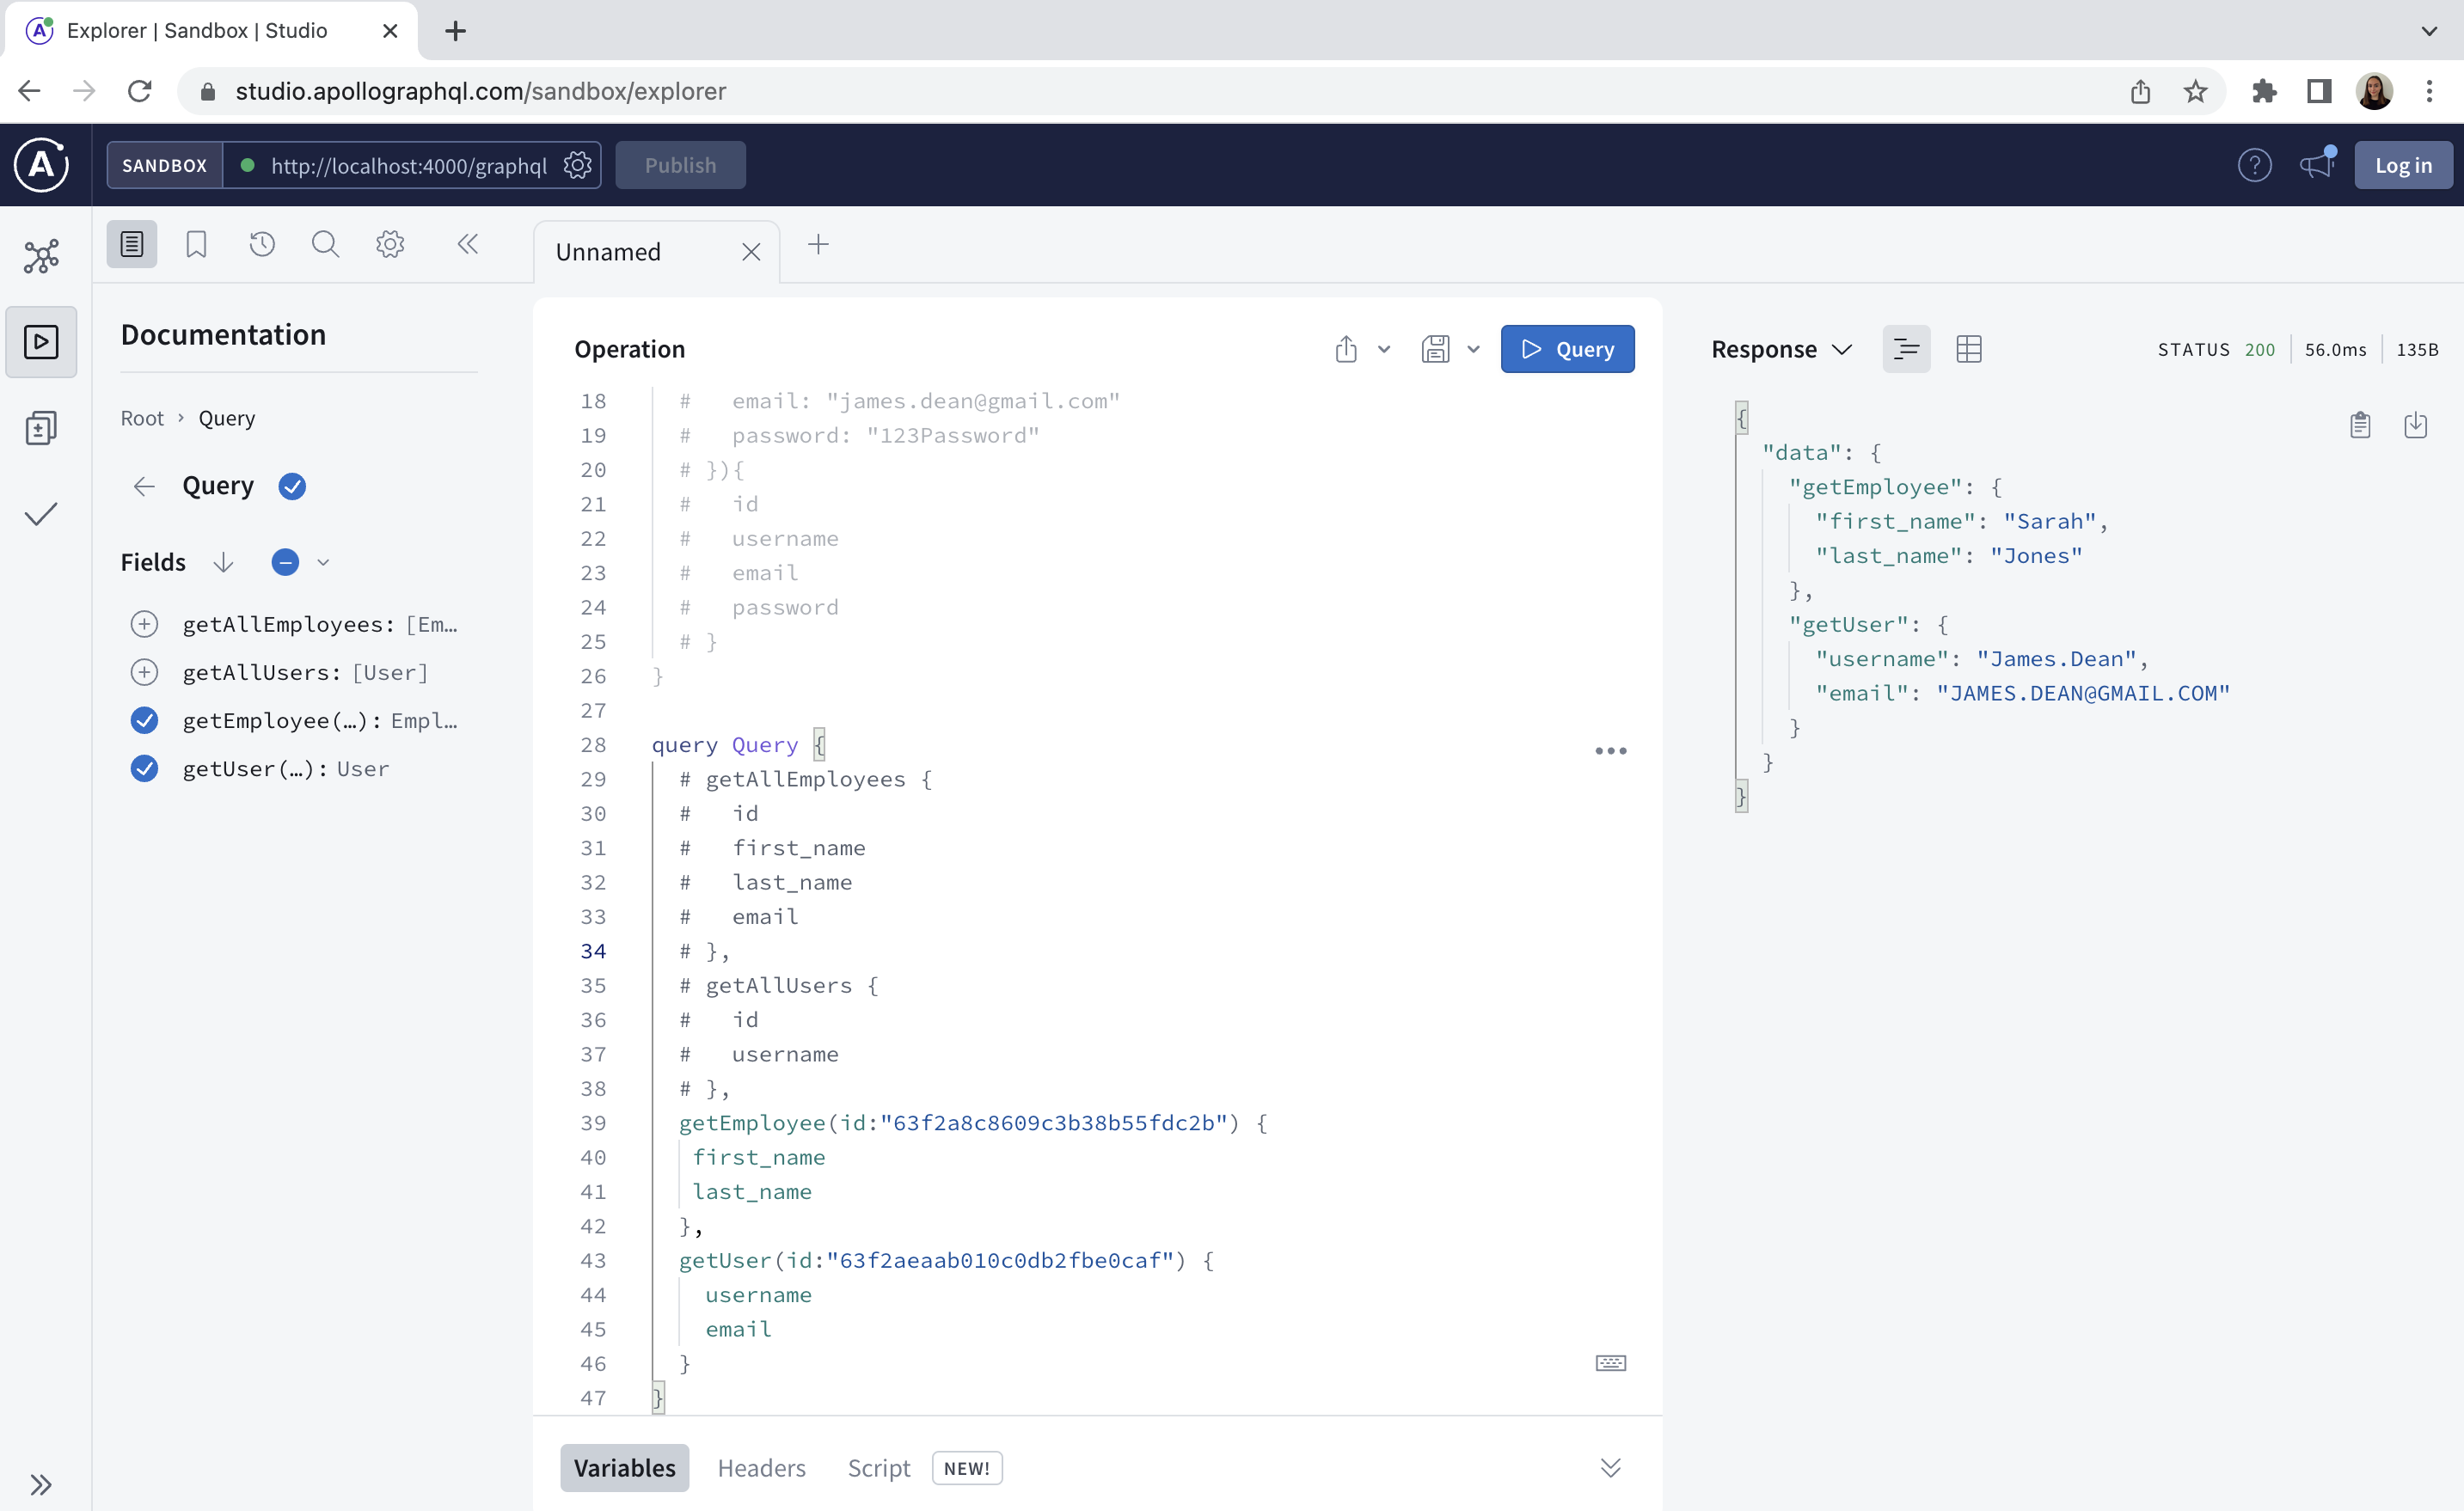 Explorer | Sandbox | Studio
studio.apollographql.com/sandbox/explorer
A
SANDBOX
http://localhost:4000/graphql
Publish
?
Log in
Unnamed
Documentation
Root › Query
Query
Fields
getAllEmployees: [Em…
getAllUsers: [User]
getEmployee(…): Empl…
getUser(…): User
Operation
Query
18 #   email: "james.dean@gmail.com"
19 #   password: "123Password"
20 # }){
21 #   id
22 #   username
23 #   email
24 #   password
25 # }
26 }
27
28 query Query {
29 # getAllEmployees {
30 #   id
31 #   first_name
32 #   last_name
33 #   email
34 # },
35 # getAllUsers {
36 #   id
37 #   username
38 # },
39 getEmployee(id:"63f2a8c8609c3b38b55fdc2b") {
40 first_name
41 last_name
42 },
43 getUser(id:"63f2aeaab010c0db2fbe0caf") {
44 username
45 email
46 }
47 }
Variables Headers Script NEW!
Response
STATUS 200 56.0ms 135B
{
"data": {
"getEmployee": {
"first_name": "Sarah",
"last_name": "Jones"
},
"getUser": {
"username": "James.Dean",
"email": "JAMES.DEAN@GMAIL.COM"
}
}
}